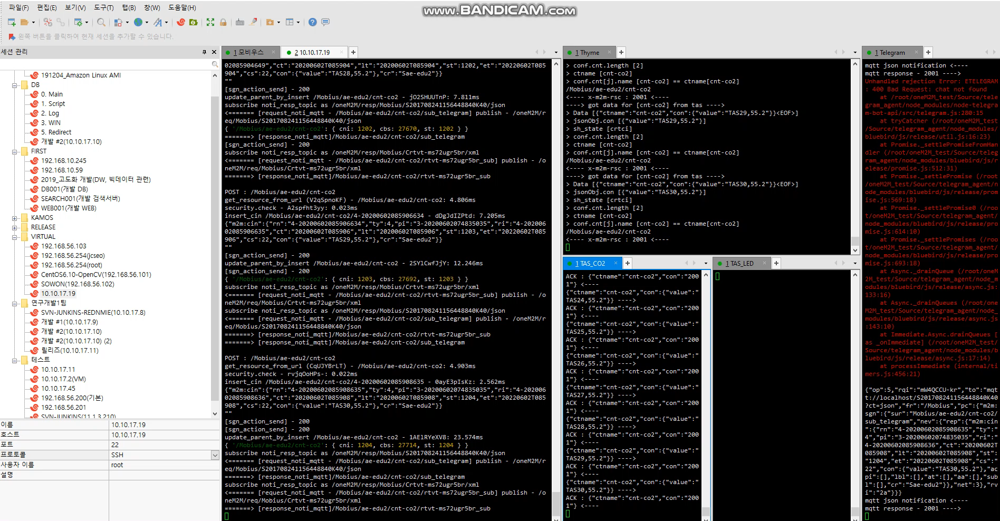 파일(F) 편집(E) 보기(V) 도구(T) 탭(B) 창(W) 도움말(H)
www.BANDICAM.com
왼쪽 버튼을 클릭하여 현재 세션을 추가할 수 있습니다.
세션 관리
191204_Amazon Linux AMI
DB
0. Main
1. Script
2. Log
3. WIN
5. Redirect
개발 #2(10.10.17.10)
FIRST
192.168.10.245
192.168.10.59
2019_고도화 개발(DW, 빅데이터 관련)
DB001(개발 DB)
SEARCH001(개발 검색서버)
WEB001(개발 WEB)
KAMOS
RELEASE
VIRTUAL
192.168.56.103
192.168.56.254(jcseo)
192.168.56.254(root)
CentOS6.10-OpenCV(192.168.56.101)
SOWON(192.168.56.102)
10.10.17.19
연구개발1팀
SVN-JUNKINS-REDNMIE(10.10.17.8)
개발 #1(10.10.17.9)
개발 #2(10.10.17.10)
개발 #2(10.10.17.10) (2)
릴리즈(10.10.17.11)
테스트
10.10.17.11
10.10.17.2(VM)
10.10.17.45
192.168.56.200(기본)
192.168.56.201
SVN-JUNKINS(11.1.3.210)
이름 10.10.17.19
호스트 10.10.17.19
포트 22
프로토콜 SSH
사용자 이름 root
설명
1 모비우스
2 10.10.17.19
02085904649","ct":"20200602T085904","lt":"20200602T085904","st":1202,"et":"20220602T085
904","cs":22,"con":{"value":"TAS28,55.2"},"cr":"Sae-edu2"}}
""
[sgn_action_send] - 200
update_parent_by_insert /Mobius/ae-edu2/cnt-co2 - jO2SHUUTnP: 7.811ms
subscribe noti_resp_topic as /oneM2M/resp/Mobius/S20170824115644884​0K40/json
<======= [request_noti_mqtt - /Mobius/ae-edu2/cnt-co2/sub_telegram] publish - /oneM2M/r
eq/Mobius/S201708241156448840K40/json
{ '/Mobius/ae-edu2/cnt-co2': { cni: 1202, cbs: 27670, st: 1202 } }
=======> [response_noti_mqtt]/Mobius/ae-edu2/cnt-co2/sub_telegram
[sgn_action_send] - 200
subscribe noti_resp_topic as /oneM2M/resp/Mobius/Crtvt-ms72ugr5br/xml
<======= [request_noti_mqtt - /Mobius/ae-edu2/cnt-co2/rtvt-ms72ugr5br_sub] publish - /o
neM2M/req/Mobius/Crtvt-ms72ugr5br/xml
=======> [response_noti_mqtt]/Mobius/ae-edu2/cnt-co2/rtvt-ms72ugr5br_sub
POST : /Mobius/ae-edu2/cnt-co2
get_resource_from_url (V2qSpnoKF) - /Mobius/ae-edu2/cnt-co2: 4.806ms
security.check - A2spfht3yy: 0.023ms
insert_cin /Mobius/ae-edu2/cnt-co2/4-20200602085906634 - dDgJdIZPtd: 7.205ms
{"m2m:cin":{"rn":"4-20200602085906634","ty":4,"pi":"3-20200602074835035","ri":"4-2020060
2085906635","ct":"20200602T085906","lt":"20200602T085906","st":1203,"et":"20220602T085
906","cs":22,"con":{"value":"TAS29,55.2"},"cr":"Sae-edu2"}}
""
[sgn_action_send] - 200
update_parent_by_insert /Mobius/ae-edu2/cnt-co2 - 2SYlCwfJjY: 12.246ms
[sgn_action_send] - 200
{ '/Mobius/ae-edu2/cnt-co2': { cni: 1203, cbs: 27692, st: 1203 } }
subscribe noti_resp_topic as /oneM2M/resp/Mobius/Crtvt-ms72ugr5br/xml
<======= [request_noti_mqtt - /Mobius/ae-edu2/cnt-co2/rtvt-ms72ugr5br_sub] publish - /o
neM2M/req/Mobius/Crtvt-ms72ugr5br/xml
subscribe noti_resp_topic as /oneM2M/resp/Mobius/S201708241156448840K40/json
<======= [request_noti_mqtt - /Mobius/ae-edu2/cnt-co2/sub_telegram] publish - /oneM2M/r
eq/Mobius/S201708241156448840K40/json
=======> [response_noti_mqtt]/Mobius/ae-edu2/cnt-co2/rtvt-ms72ugr5br_sub
=======> [response_noti_mqtt]/Mobius/ae-edu2/cnt-co2/sub_telegram
POST : /Mobius/ae-edu2/cnt-co2
get_resource_from_url (CqUJYBrLT) - /Mobius/ae-edu2/cnt-co2: 4.903ms
security.check - rvjqOoHPs-: 0.022ms
insert_cin /Mobius/ae-edu2/cnt-co2/4-20200602085908635 - 0ayE3pIsKz: 2.562ms
{"m2m:cin":{"rn":"4-20200602085908635","ty":4,"pi":"3-20200602074835035","ri":"4-202006
02085908636","ct":"20200602T085908","lt":"20200602T085908","st":1204,"et":"20220602T085
908","cs":22,"con":{"value":"TAS30,55.2"},"cr":"Sae-edu2"}}
""
[sgn_action_send] - 200
[sgn_action_send] - 200
update_parent_by_insert /Mobius/ae-edu2/cnt-co2 - 1AElRYeXV8: 23.574ms
{ '/Mobius/ae-edu2/cnt-co2': { cni: 1204, cbs: 27714, st: 1204 } }
subscribe noti_resp_topic as /oneM2M/resp/Mobius/S201708241156448840K40/json
<======= [request_noti_mqtt - /Mobius/ae-edu2/cnt-co2/sub_telegram] publish - /oneM2M/r
eq/Mobius/S201708241156448840K40/json
=======> [response_noti_mqtt]/Mobius/ae-edu2/cnt-co2/sub_telegram
subscribe noti_resp_topic as /oneM2M/resp/Mobius/Crtvt-ms72ugr5br/xml
<======= [request_noti_mqtt - /Mobius/ae-edu2/cnt-co2/rtvt-ms72ugr5br_sub] publish - /o
neM2M/req/Mobius/Crtvt-ms72ugr5br/xml
=======> [response_noti_mqtt]/Mobius/ae-edu2/cnt-co2/rtvt-ms72ugr5br_sub
1 Thyme
> conf.cnt.length [2]
> ctname [cnt-co2]
> conf.cnt[j].name [cnt-co2] == ctname[cnt-co2]
/Mobius/ae-edu2/cnt-co2
<---- x-m2m-rsc : 2001 <----
----> got data for [cnt-co2] from tas ---->
> Data [{"ctname":"cnt-co2","con":{"value":"TAS29,55.2"}}<EOF>]
> jsonObj.con [{"value":"TAS29,55.2"}]
> sh_state [crtci]
> conf.cnt.length [2]
> ctname [cnt-co2]
> conf.cnt[j].name [cnt-co2] == ctname[cnt-co2]
/Mobius/ae-edu2/cnt-co2
<---- x-m2m-rsc : 2001 <----
----> got data for [cnt-co2] from tas ---->
> Data [{"ctname":"cnt-co2","con":{"value":"TAS30,55.2"}}<EOF>]
> jsonObj.con [{"value":"TAS30,55.2"}]
> sh_state [crtci]
> conf.cnt.length [2]
> ctname [cnt-co2]
> conf.cnt[j].name [cnt-co2] == ctname[cnt-co2]
/Mobius/ae-edu2/cnt-co2
<---- x-m2m-rsc : 2001 <----
1 TAS_CO2
ACK : {"ctname":"cnt-co2","con":"200
1"} <----
{"ctname":"cnt-co2","con":{"value":"
TAS24,55.2"}} ---->
ACK : {"ctname":"cnt-co2","con":"200
1"} <----
{"ctname":"cnt-co2","con":{"value":"
TAS25,55.2"}} ---->
ACK : {"ctname":"cnt-co2","con":"200
1"} <----
{"ctname":"cnt-co2","con":{"value":"
TAS26,55.2"}} ---->
ACK : {"ctname":"cnt-co2","con":"200
1"} <----
{"ctname":"cnt-co2","con":{"value":"
TAS27,55.2"}} ---->
ACK : {"ctname":"cnt-co2","con":"200
1"} <----
{"ctname":"cnt-co2","con":{"value":"
TAS28,55.2"}} ---->
ACK : {"ctname":"cnt-co2","con":"200
1"} <----
{"ctname":"cnt-co2","con":{"value":"
TAS29,55.2"}} ---->
ACK : {"ctname":"cnt-co2","con":"200
1"} <----
{"ctname":"cnt-co2","con":{"value":"
TAS30,55.2"}} ---->
ACK : {"ctname":"cnt-co2","con":"200
1"} <----
1 TAS_LED
1 Telegram
mqtt json notification <----
mqtt response - 2001 ---->
Unhandled rejection Error: ETELEGRAM
: 400 Bad Request: chat not found
at /root/oneM2M_test/Source/tele
gram_agent/node_modules/node-telegra
m-bot-api/src/telegram.js:280:15
at tryCatcher (/root/oneM2M_test
/Source/telegram_agent/node_modules/
bluebird/js/release/util.js:16:23)
at Promise._settlePromiseFromHan
dler (/root/oneM2M_test/Source/teleg
ram_agent/node_modules/bluebird/js/r
elease/promise.js:512:31)
at Promise._settlePromise (/root
/oneM2M_test/Source/telegram_agent/n
ode_modules/bluebird/js/release/prom
ise.js:569:18)
at Promise._settlePromise0 (/roo
t/oneM2M_test/Source/telegram_agent/
node_modules/bluebird/js/release/pro
mise.js:614:10)
at Promise._settlePromises (/roo
t/oneM2M_test/Source/telegram_agent/
node_modules/bluebird/js/release/pro
mise.js:693:18)
at Async._drainQueue (/root/oneM
2M_test/Source/telegram_agent/node_m
odules/bluebird/js/release/async.js:
133:16)
at Async._drainQueues (/root/one
M2M_test/Source/telegram_agent/node_
modules/bluebird/js/release/async.js
:143:10)
at Immediate.Async.drainQueues [
as _onImmediate] (/root/oneM2M_test/
Source/telegram_agent/node_modules/b
luebird/js/release/async.js:17:14)
at processImmediate (internal/ti
mers.js:456:21)
{"op":5,"rqi":"mW4QCCU-kr","to":"mqt
t://localhost/S201708241156448840K40
?ct=json","fr":"/Mobius","pc":{"m2m:
sgn":{"sur":"Mobius/ae-edu2/cnt-co2/
sub_telegram","nev":{"rep":{"m2m:cin
":{"rn":"4-20200602085908635","ty":"
4","pi":"3-20200602074835035","ri":"
4-20200602085908636","ct":"20200602T
085908","lt":"20200602T085908","st":
"1204","et":"20220602T085908","cs":"
22","con":{"value":"TAS30,55.2"},"ac
pi":[],"lbl":[],"at":[],"aa":[],"sub
l":[],"cr":"Sae-edu2"}},"net":3},"rv
i":"2a"}}}
mqtt json notification <----
mqtt response - 2001 ---->